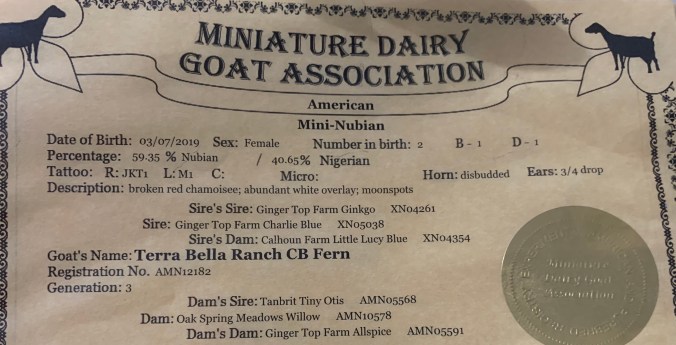 MINIATURE DAIRY
GOAT ASSOCIATION
American
Mini-Nubian
Date of Birth: 03/07/2019 Sex: Female Number in birth: 2 B - 1 D - 1
Percentage: 59.35 % Nubian / 40.65% Nigerian
Tattoo: R: JKT1 L: M1 C: Micro: Horn: disbudded Ears: 3/4 drop
Description: broken red chamoisee; abundant white overlay; moonspots
Sire's Sire: Ginger Top Farm Ginkgo XN04261
Sire: Ginger Top Farm Charlie Blue XN05038
Sire's Dam: Calhoun Farm Little Lucy Blue XN04354
Goat's Name: Terra Bella Ranch CB Fern
Registration No. AMN12182
Generation: 3
Dam's Sire: Tanbrit Tiny Otis AMN05568
Dam: Oak Spring Meadows Willow AMN10578
Dam's Dam: Ginger Top Farm Allspice AMN05591
Miniature
Dairy Goat
Association